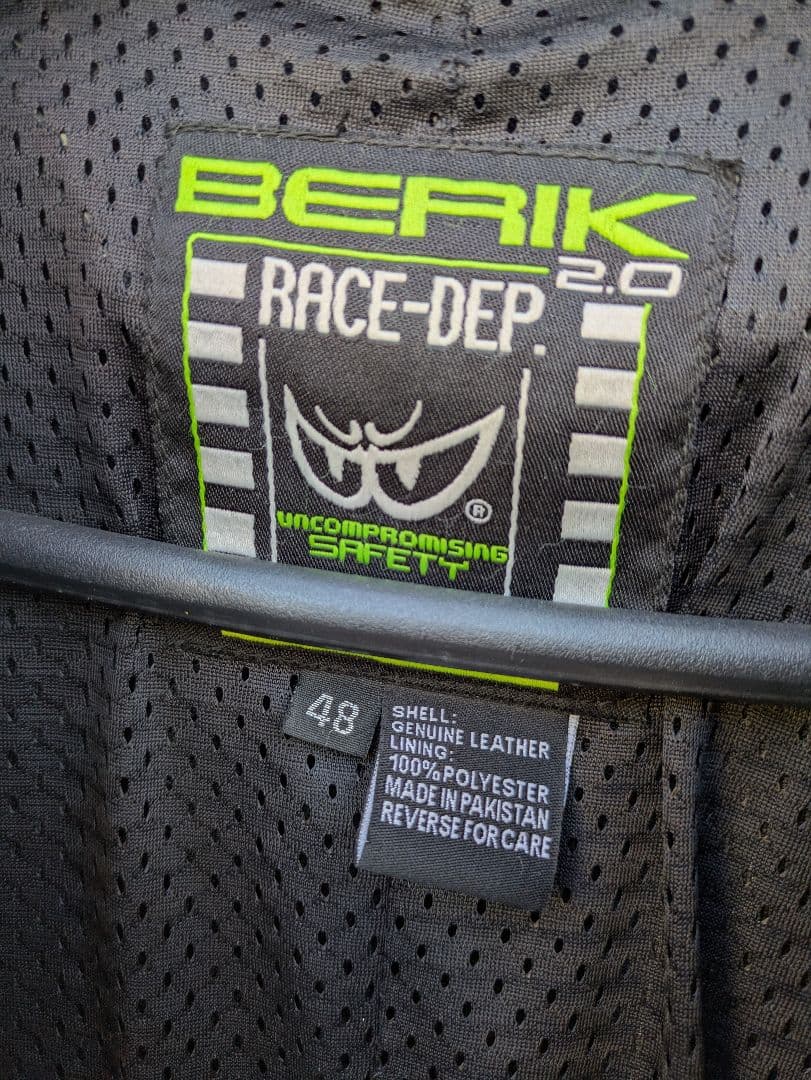 BERIK
2.0
RACE-DEP.
®
UNCOMPROMISING
SAFETY
48
SHELL:
GENUINE LEATHER
LINING:
100% POLYESTER
MADE IN PAKISTAN
REVERSE FOR CARE